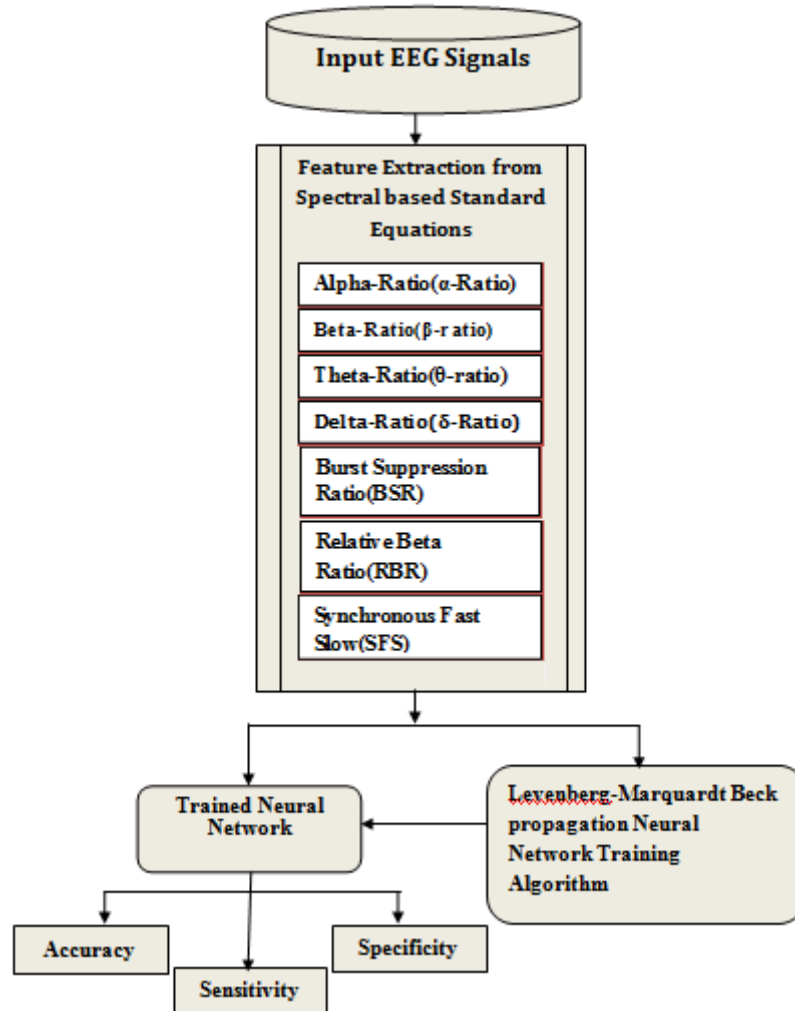 Input EEG Signals
Feature Extraction from
Spectral based Standard
Equations
Alpha-Ratio(α-Ratio)
Beta-Ratio(β-ratio)
Theta-Ratio(θ-ratio)
Delta-Ratio(δ-Ratio)
Burst Suppression
Ratio(BSR)
Relative Beta
Ratio(RBR)
Synchronous Fast
Slow(SFS)
Trained Neural
Network
Levenberg-Marquardt Beck
propagation Neural
Network Training
Algorithm
Accuracy
Specificity
Sensitivity